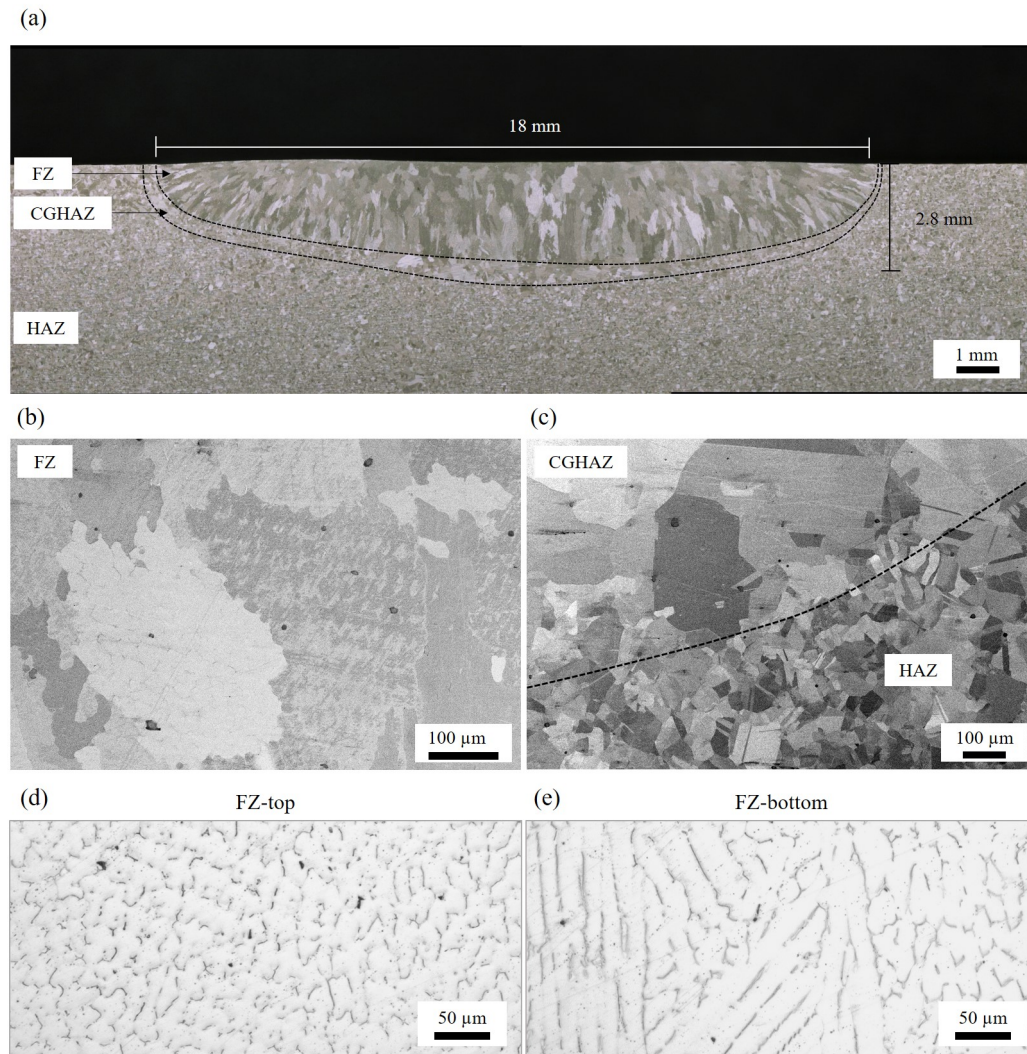 (a)
18 mm
FZ
CGHAZ
2.8 mm
HAZ
1 mm
(b)
(c)
FZ
CGHAZ
HAZ
100 µm
100 µm
(d)
FZ-top
(e)
FZ-bottom
50 µm
50 µm